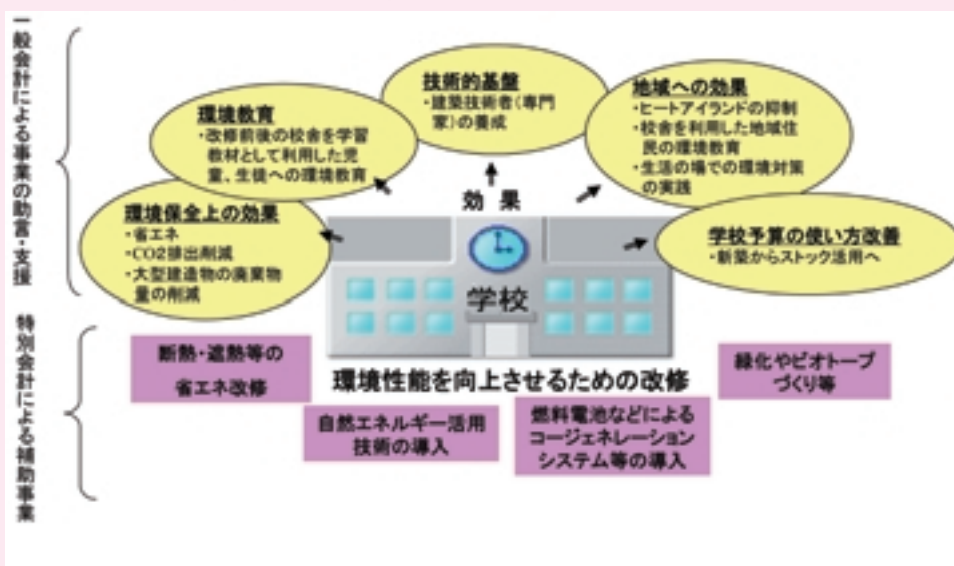 一般会計による事業の助言・支援
技術的基盤
・建築技術者(専門
家)の養成
環境教育
・改修前後の校舎を学習
教材として利用した児
童、生徒への環境教育
地域への効果
・ヒートアイランドの抑制
・校舎を利用した地域住
民の環境教育
・生活の場での環境対策
の実践
環境保全上の効果
・省エネ
・CO2排出削減
・大型建造物の廃棄物
量の削減
学校予算の使い方改善
・新築からストック活用へ
効 果
学校
特別会計による補助事業
環境性能を向上させるための改修
断熱・遮熱等の
省エネ改修
自然エネルギー活用
技術の導入
燃料電池などによる
コージェネレーション
システム等の導入
緑化やビオトープ
づくり等